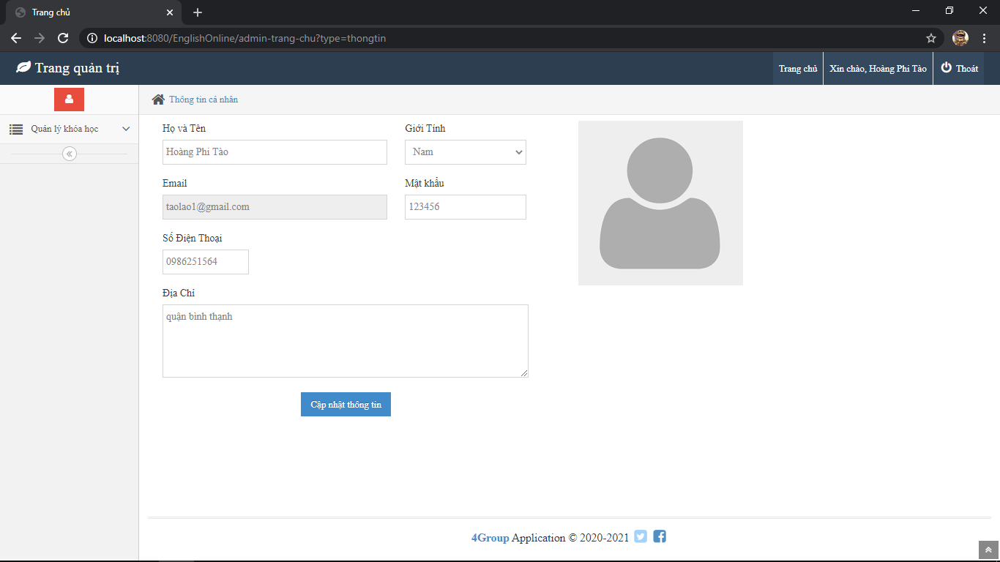 Trang chủ
localhost:8080/EnglishOnline/admin-trang-chu?type=thongtin
Trang quản trị
Trang chủ
Xin chào, Hoàng Phi Tào
Thoát
Thông tin cá nhân
Quản lý khóa học
Họ và Tên
Giới Tính
Hoàng Phi Tào
Nam
Email
Mật khẩu
taolao1@gmail.com
123456
Số Điện Thoại
0986251564
Địa Chỉ
quận bình thạnh
Cập nhật thông tin
4Group Application © 2020-2021